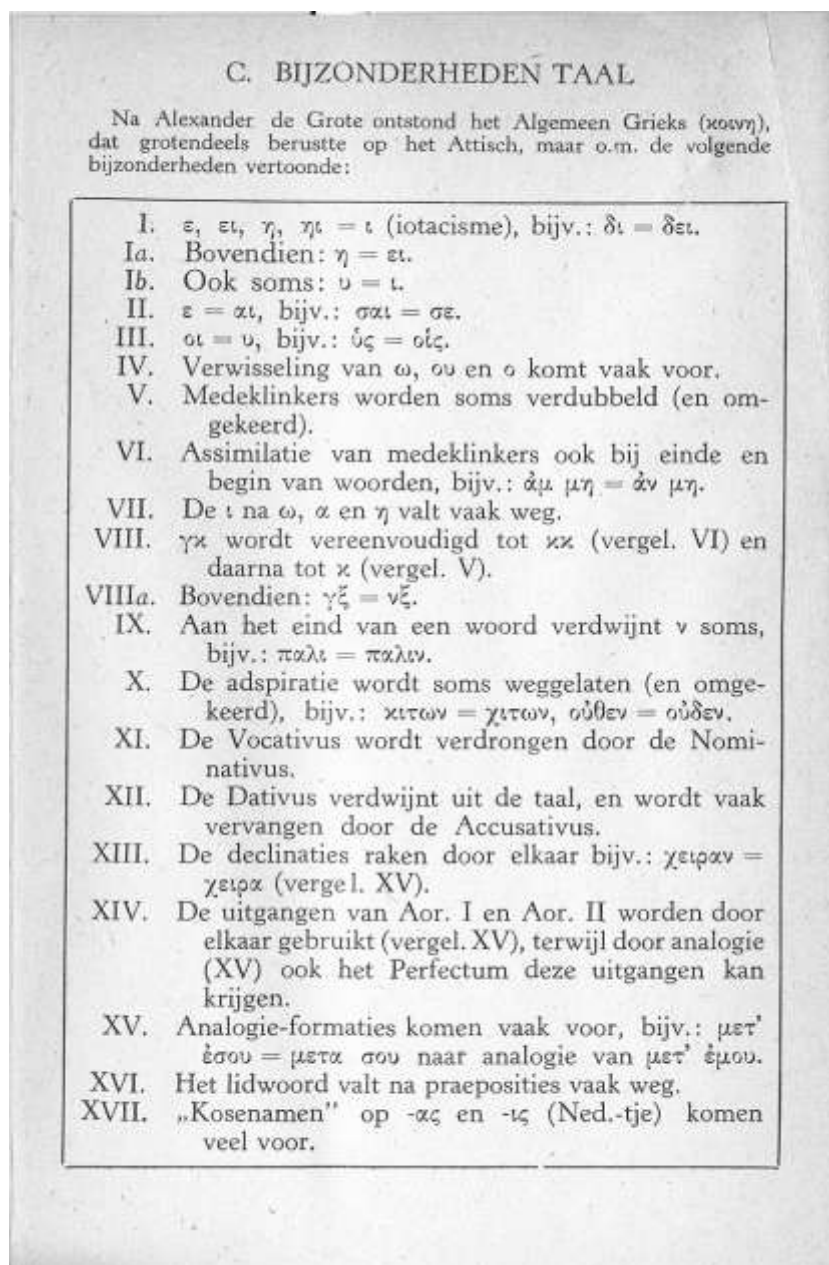 C. BIJZONDERHEDEN TAAL
Na Alexander de Grote ontstond het Algemeen Grieks (κοινη),
dat grotendeels berustte op het Attisch, maar o.m. de volgende
bijzonderheden vertoonde:
I. ε, ει, η, ηι = ι (iotacisme), bijv.: δι = δει.
Ia. Bovendien: η = ει.
Ib. Ook soms: υ = ι.
II. ε = αι, bijv.: σαι = σε.
III. οι = υ, bijv.: ὑς = οἱς.
IV. Verwisseling van ω, ου en ο komt vaak voor.
V. Medeklinkers worden soms verdubbeld (en om-
gekeerd).
VI. Assimilatie van medeklinkers ook bij einde en
begin van woorden, bijv.: ἀμ μη = ἀν μη.
VII. De ι na ω, α en η valt vaak weg.
VIII. γκ wordt vereenvoudigd tot κκ (vergel. VI) en
daarna tot κ (vergel. V).
VIIIa. Bovendien: γξ = νξ.
IX. Aan het eind van een woord verdwijnt ν soms,
bijv.: παλι = παλιν.
X. De adspiratie wordt soms weggelaten (en omge-
keerd), bijv.: κιτων = χιτων, οὐθεν = οὐδεν.
XI. De Vocativus wordt verdrongen door de Nomi-
nativus.
XII. De Dativus verdwijnt uit de taal, en wordt vaak
vervangen door de Accusativus.
XIII. De declinaties raken door elkaar bijv.: χειραν =
χειρα (vergel. XV).
XIV. De uitgangen van Aor. I en Aor. II worden door
elkaar gebruikt (vergel. XV), terwijl door analogie
(XV) ook het Perfectum deze uitgangen kan
krijgen.
XV. Analogie-formaties komen vaak voor, bijv.: μετ'
ἐσου = μετα σου naar analogie van μετ' ἐμου.
XVI. Het lidwoord valt na praeposities vaak weg.
XVII. „Kosenamen" op -ας en -ις (Ned.-tje) komen
veel voor.